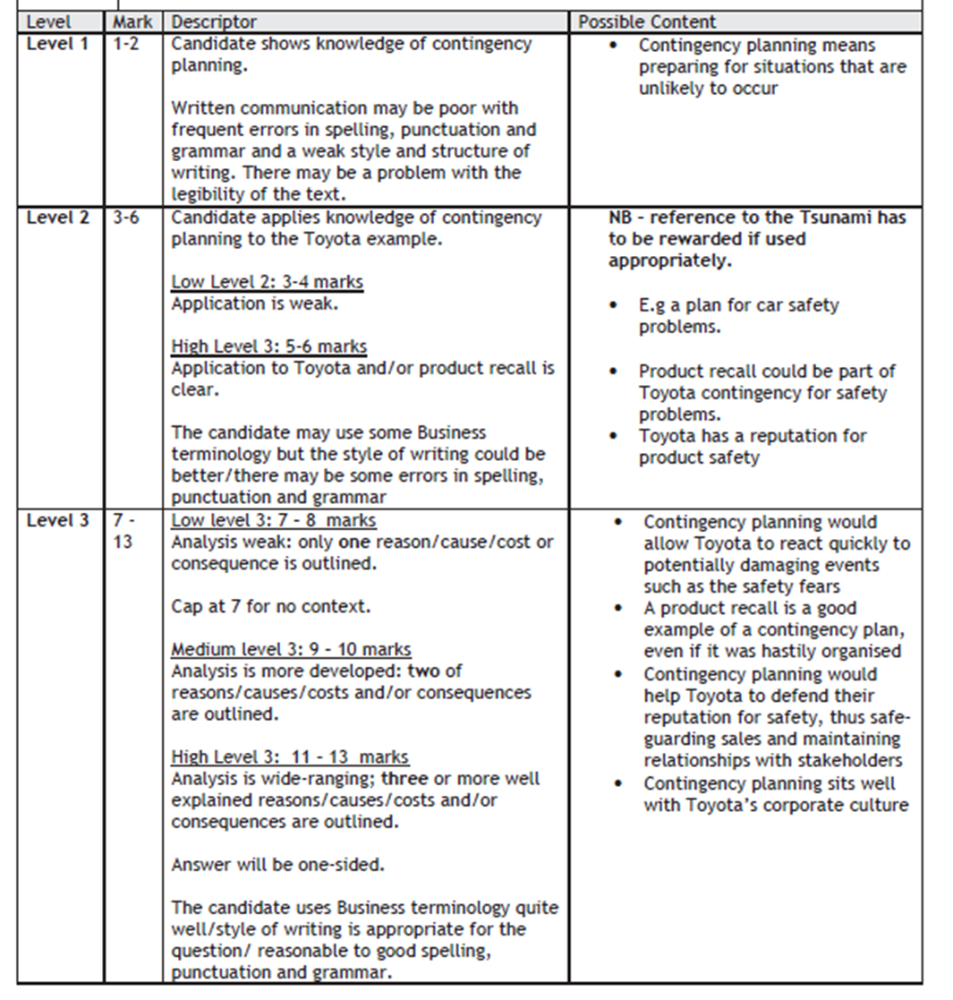 Level Mark Descriptor Possible Content
Level 1 1-2 Candidate shows knowledge of contingency
planning.
Written communication may be poor with
frequent errors in spelling, punctuation and
grammar and a weak style and structure of
writing. There may be a problem with the
legibility of the text.
• Contingency planning means
preparing for situations that are
unlikely to occur
Level 2 3-6 Candidate applies knowledge of contingency
planning to the Toyota example.
Low Level 2: 3-4 marks
Application is weak.
High Level 3: 5-6 marks
Application to Toyota and/or product recall is
clear.
The candidate may use some Business
terminology but the style of writing could be
better/there may be some errors in spelling,
punctuation and grammar
NB - reference to the Tsunami has
to be rewarded if used
appropriately.
• E.g a plan for car safety
problems.
• Product recall could be part of
Toyota contingency for safety
problems.
• Toyota has a reputation for
product safety
Level 3 7 -
13
Low level 3: 7 - 8 marks
Analysis weak: only one reason/cause/cost or
consequence is outlined.
Cap at 7 for no context.
Medium level 3: 9 - 10 marks
Analysis is more developed: two of
reasons/causes/costs and/or consequences
are outlined.
High Level 3: 11 - 13 marks
Analysis is wide-ranging; three or more well
explained reasons/causes/costs and/or
consequences are outlined.
Answer will be one-sided.
The candidate uses Business terminology quite
well/style of writing is appropriate for the
question/ reasonable to good spelling,
punctuation and grammar.
• Contingency planning would
allow Toyota to react quickly to
potentially damaging events
such as the safety fears
• A product recall is a good
example of a contingency plan,
even if it was hastily organised
• Contingency planning would
help Toyota to defend their
reputation for safety, thus safe-
guarding sales and maintaining
relationships with stakeholders
• Contingency planning sits well
with Toyota's corporate culture